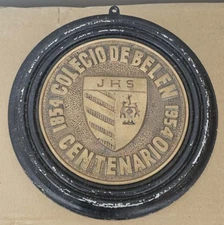 1854 COLEGIO DE BELEN 1954
CENTENARIO
JHS